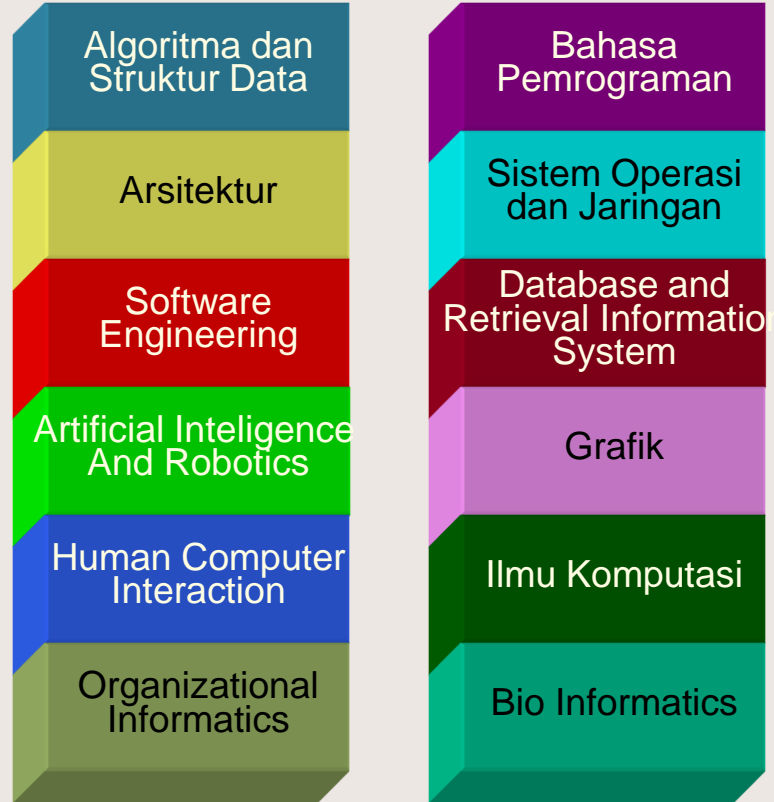 Algoritma dan
Struktur Data
Arsitektur
Software
Engineering
Artificial Inteligence
And Robotics
Human Computer
Interaction
Organizational
Informatics
Bahasa
Pemrograman
Sistem Operasi
dan Jaringan
Database and
Retrieval Information
System
Grafik
Ilmu Komputasi
Bio Informatics